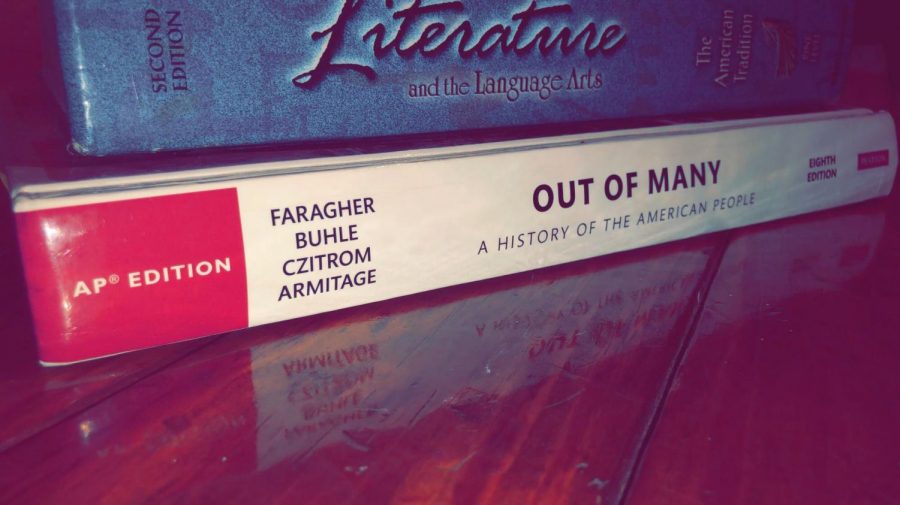 SECOND
EDITION
Literature
and the Language Arts
The
American
Tradition
AP® EDITION
FARAGHER
BUHLE
CZITROM
ARMITAGE
OUT OF MANY
A HISTORY OF THE AMERICAN PEOPLE
EIGHTH
EDITION
PEARSON